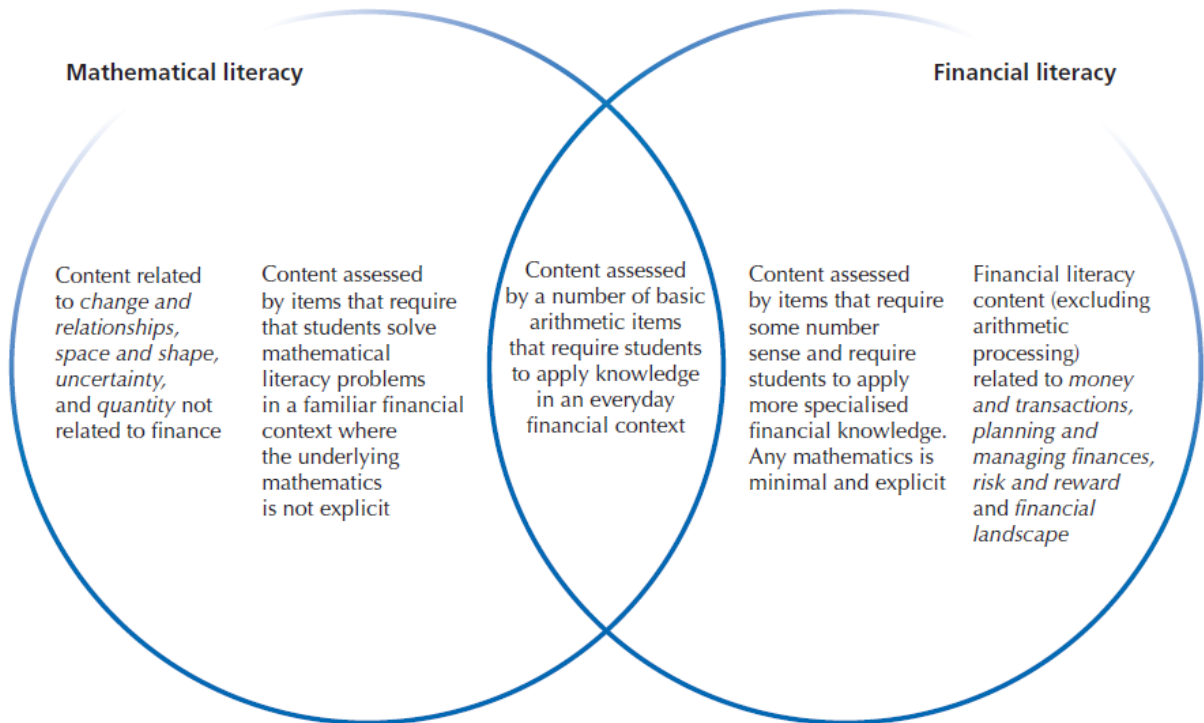 Mathematical literacy
Financial literacy
Content related
to change and
relationships,
space and shape,
uncertainty,
and quantity not
related to finance
Content assessed
by items that require
that students solve
mathematical
literacy problems
in a familiar financial
context where
the underlying
mathematics
is not explicit
Content assessed
by a number of basic
arithmetic items
that require students
to apply knowledge
in an everyday
financial context
Content assessed
by items that require
some number
sense and require
students to apply
more specialised
financial knowledge.
Any mathematics is
minimal and explicit
Financial literacy
content (excluding
arithmetic
processing)
related to money
and transactions,
planning and
managing finances,
risk and reward
and financial
landscape